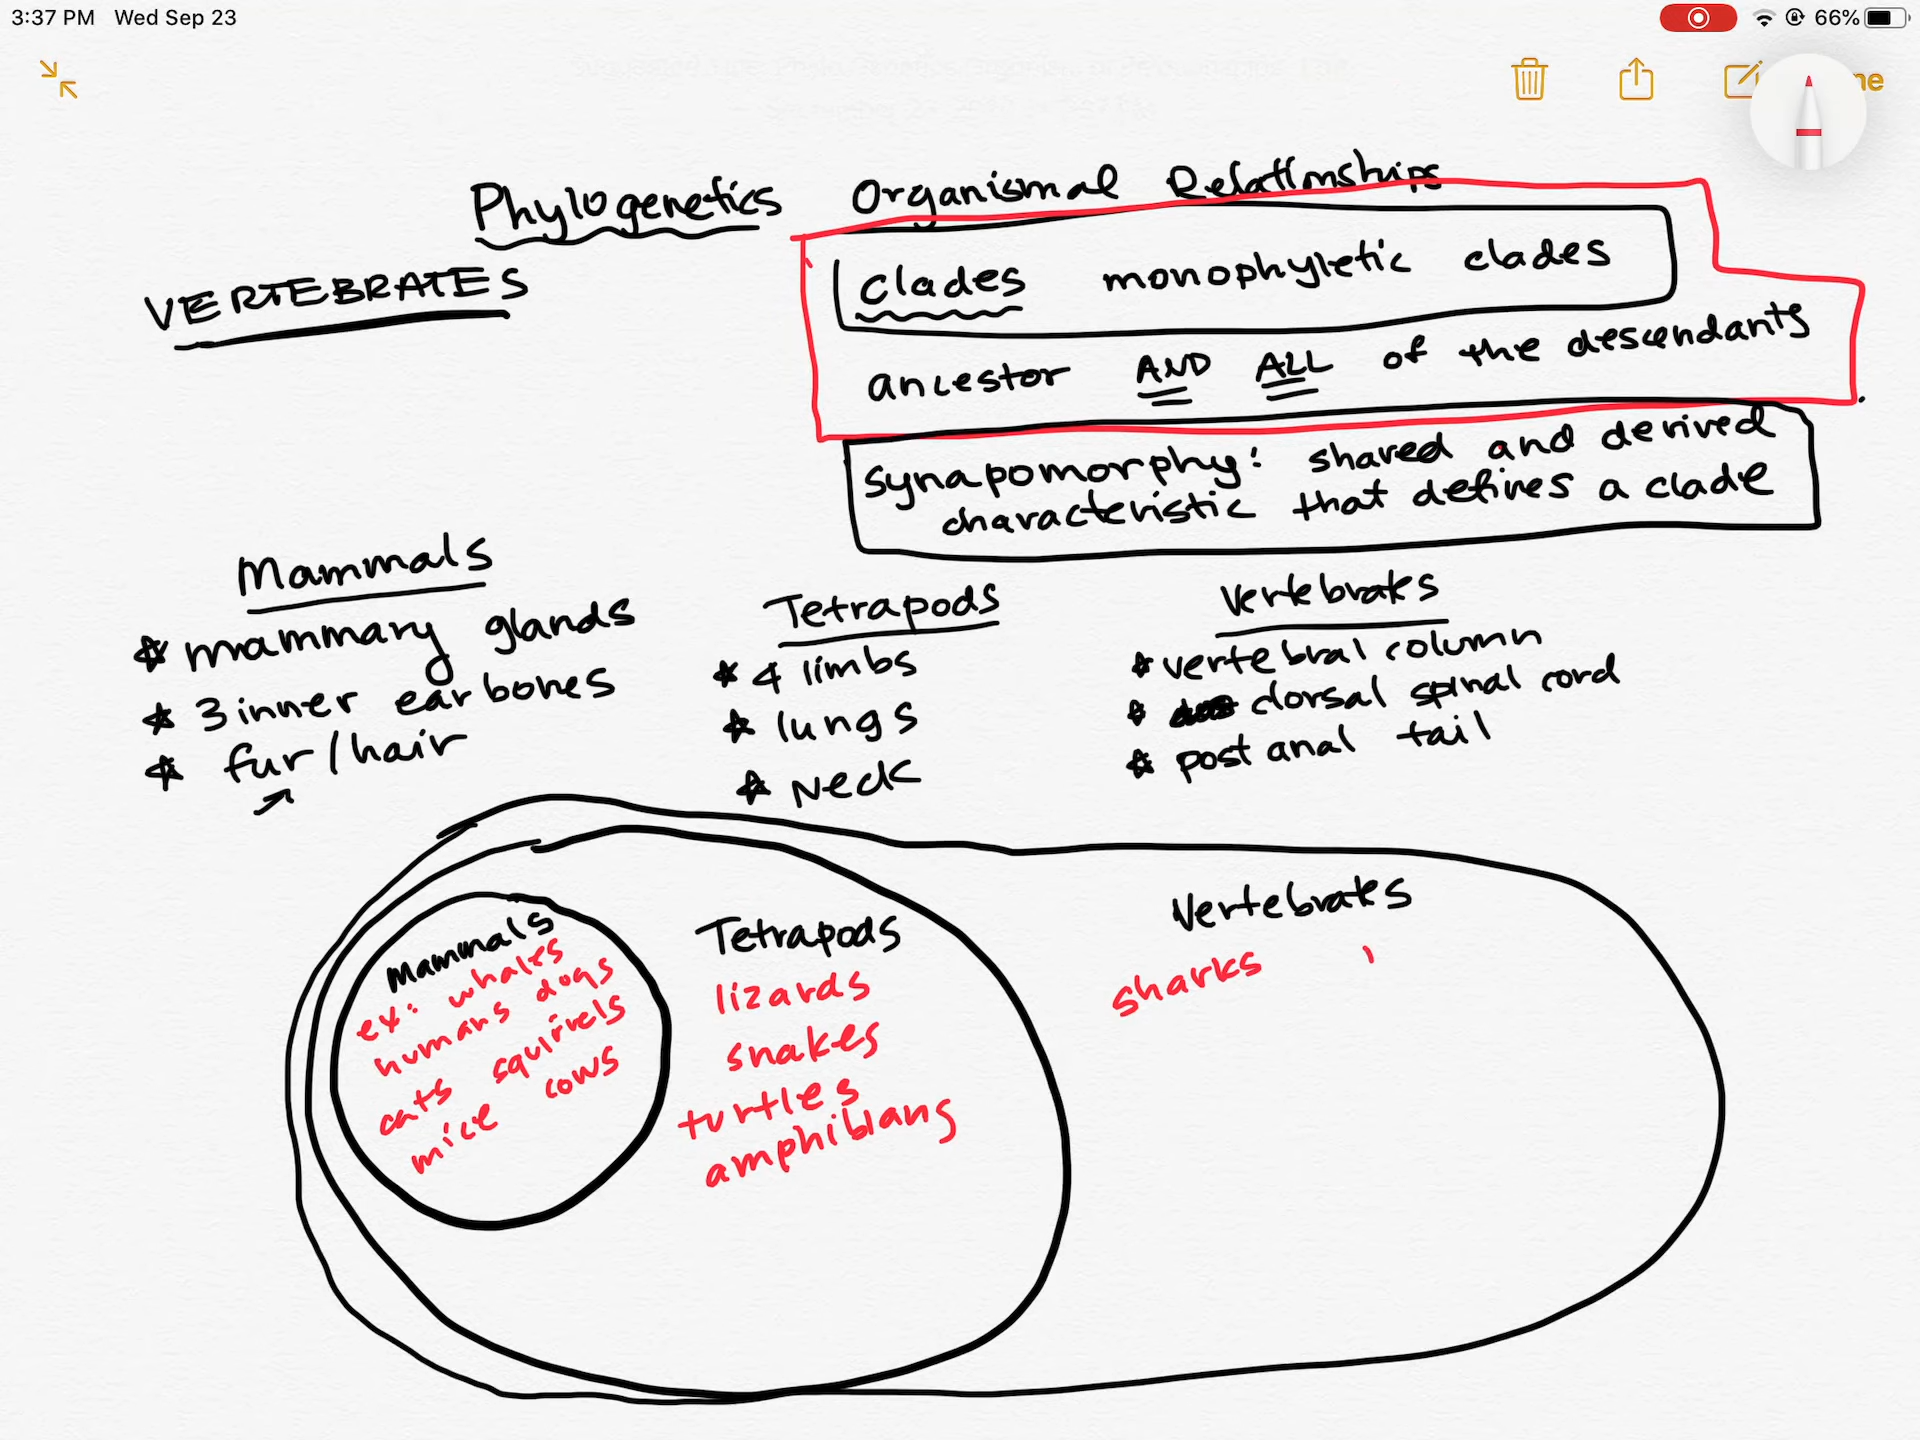 3:37 PM Wed Sep 23
66%
Phylogenetics Organismal Relationships
VERTEBRATES
Clades monophyletic clades
ancestor AND ALL of the descendants
synapomorphy: shared and derived
characteristic that defines a clade
Mammals
* mammary glands
* 3 inner ear bones
* fur/hair
Tetrapods
* 4 limbs
* lungs
* Neck
Vertebrates
* vertebral column
* dorsal spinal cord
* post anal tail
Mammals
ex: whales
humans dogs
cats squirrels
mice cows
Tetrapods
lizards
snakes
turtles
amphibians
Vertebrates
sharks